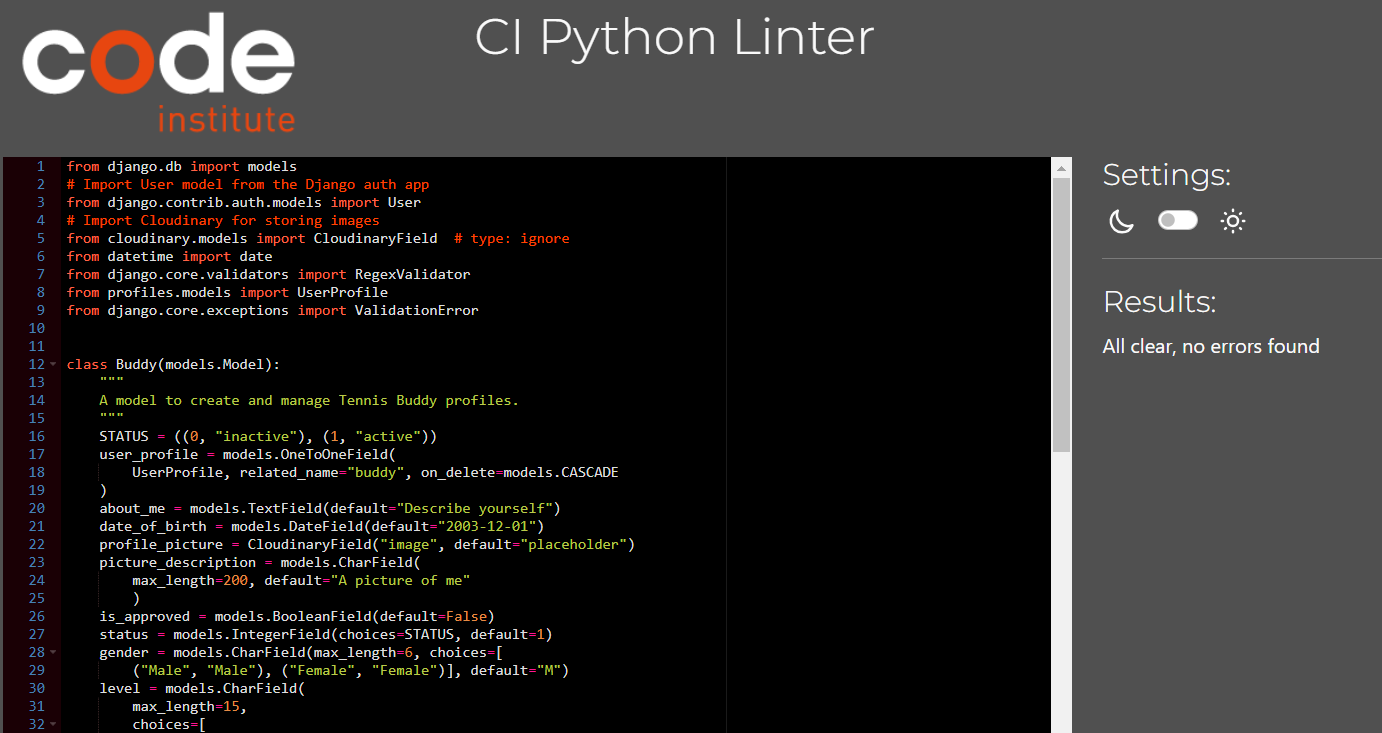 code
institute
CI Python Linter
1 from django.db import models
2 # Import User model from the Django auth app
3 from django.contrib.auth.models import User
4 # Import Cloudinary for storing images
5 from cloudinary.models import CloudinaryField  # type: ignore
6 from datetime import date
7 from django.core.validators import RegexValidator
8 from profiles.models import UserProfile
9 from django.core.exceptions import ValidationError
10
11
12 class Buddy(models.Model):
13     """
14     A model to create and manage Tennis Buddy profiles.
15     """
16     STATUS = ((0, "inactive"), (1, "active"))
17     user_profile = models.OneToOneField(
18         UserProfile, related_name="buddy", on_delete=models.CASCADE
19     )
20     about_me = models.TextField(default="Describe yourself")
21     date_of_birth = models.DateField(default="2003-12-01")
22     profile_picture = CloudinaryField("image", default="placeholder")
23     picture_description = models.CharField(
24         max_length=200, default="A picture of me"
25         )
26     is_approved = models.BooleanField(default=False)
27     status = models.IntegerField(choices=STATUS, default=1)
28     gender = models.CharField(max_length=6, choices=[
29         ("Male", "Male"), ("Female", "Female")], default="M")
30     level = models.CharField(
31         max_length=15,
32         choices=[
Settings:
Results:
All clear, no errors found